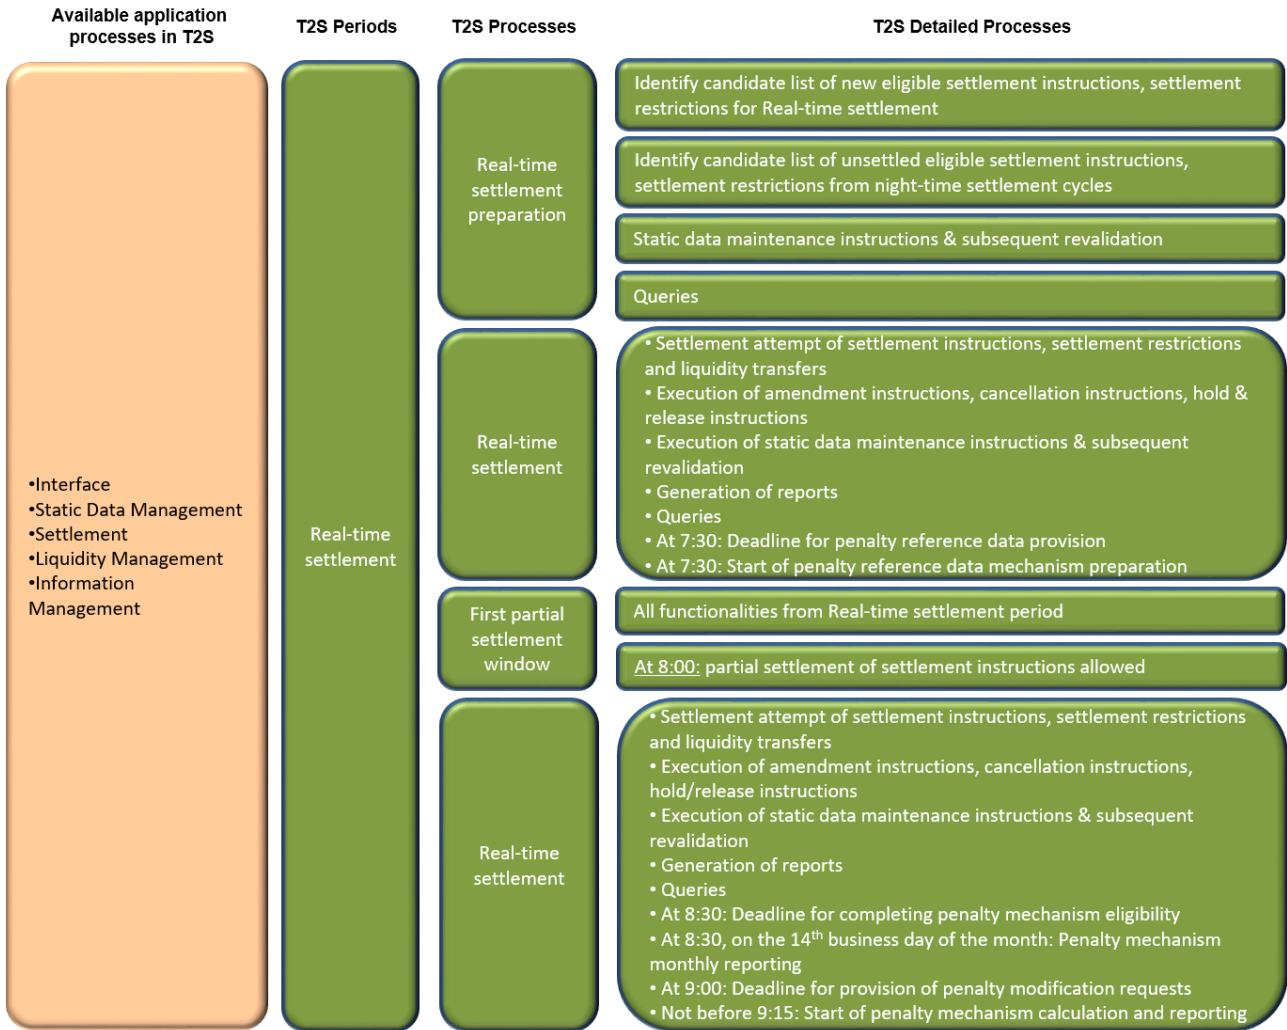 Available application
processes in T2S
T2S Periods
T2S Processes
T2S Detailed Processes
•Interface
•Static Data Management
•Settlement
•Liquidity Management
•Information
Management
Real-time
settlement
Real-time
settlement
preparation
Identify candidate list of new eligible settlement instructions, settlement
restrictions for Real-time settlement
Identify candidate list of unsettled eligible settlement instructions,
settlement restrictions from night-time settlement cycles
Static data maintenance instructions & subsequent revalidation
Queries
Real-time
settlement
• Settlement attempt of settlement instructions, settlement restrictions
and liquidity transfers
• Execution of amendment instructions, cancellation instructions, hold &
release instructions
• Execution of static data maintenance instructions & subsequent
revalidation
• Generation of reports
• Queries
• At 7:30: Deadline for penalty reference data provision
• At 7:30: Start of penalty reference data mechanism preparation
First partial
settlement
window
All functionalities from Real-time settlement period
At 8:00: partial settlement of settlement instructions allowed
Real-time
settlement
• Settlement attempt of settlement instructions, settlement restrictions
and liquidity transfers
• Execution of amendment instructions, cancellation instructions,
hold/release instructions
• Execution of static data maintenance instructions & subsequent
revalidation
• Generation of reports
• Queries
• At 8:30: Deadline for completing penalty mechanism eligibility
• At 8:30, on the 14th business day of the month: Penalty mechanism
monthly reporting
• At 9:00: Deadline for provision of penalty modification requests
• Not before 9:15: Start of penalty mechanism calculation and reporting